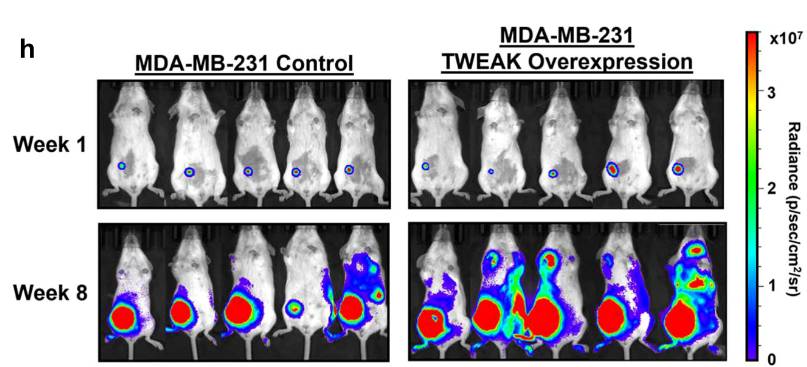 h
MDA-MB-231 Control
MDA-MB-231
TWEAK Overexpression
Week 1
Week 8
x10⁷
3
2
1
0
Radiance (p/sec/cm²/sr)